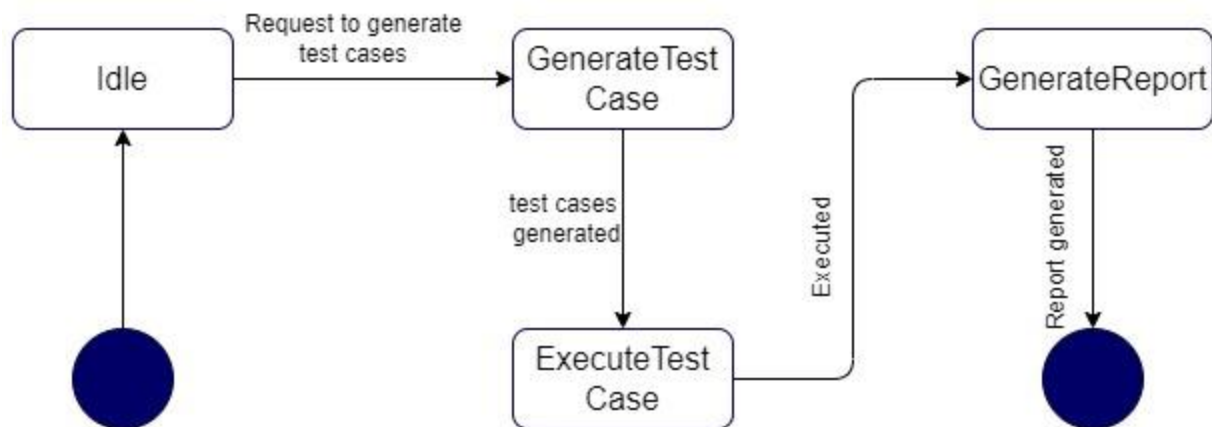 Request to generate
test cases
Idle
GenerateTest
Case
GenerateReport
test cases
generated
Executed
Report generated
ExecuteTest
Case